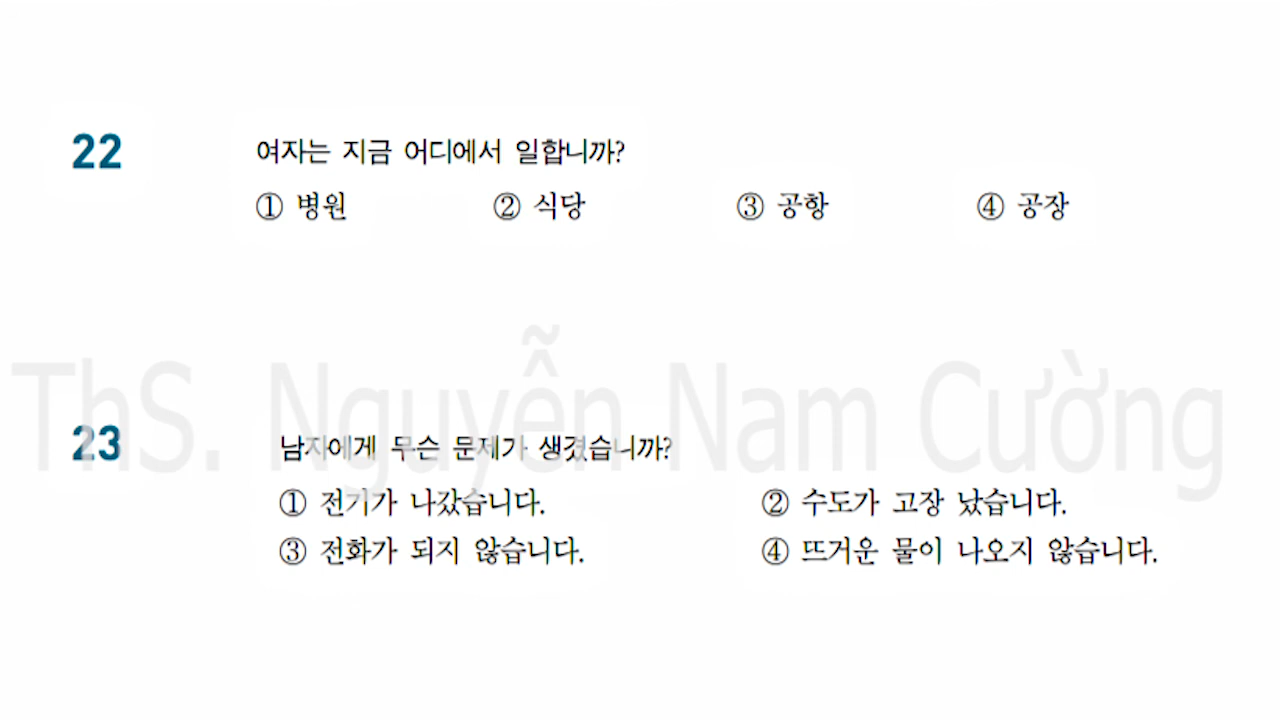 22 여자는 지금 어디에서 일합니까?
① 병원 ② 식당 ③ 공항 ④ 공장
ThS. Nguyễn Nam Cường
23 남자에게 무슨 문제가 생겼습니까?
① 전기가 나갔습니다. ② 수도가 고장 났습니다.
③ 전화가 되지 않습니다. ④ 뜨거운 물이 나오지 않습니다.